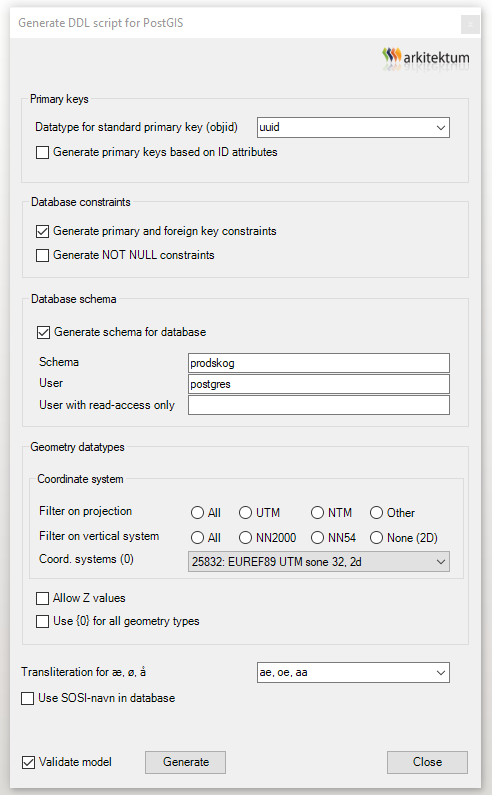 Generate DDL script for PostGIS
x
arkitektum
Primary keys
Datatype for standard primary key (objid) uuid
Generate primary keys based on ID attributes
Database constraints
Generate primary and foreign key constraints
Generate NOT NULL constraints
Database schema
Generate schema for database
Schema prodskog
User postgres
User with read-access only
Geometry datatypes
Coordinate system
Filter on projection All UTM NTM Other
Filter on vertical system All NN2000 NN54 None (2D)
Coord. systems (0) 25832: EUREF89 UTM sone 32, 2d
Allow Z values
Use {0} for all geometry types
Transliteration for æ, ø, å ae, oe, aa
Use SOSI-navn in database
Validate model Generate Close